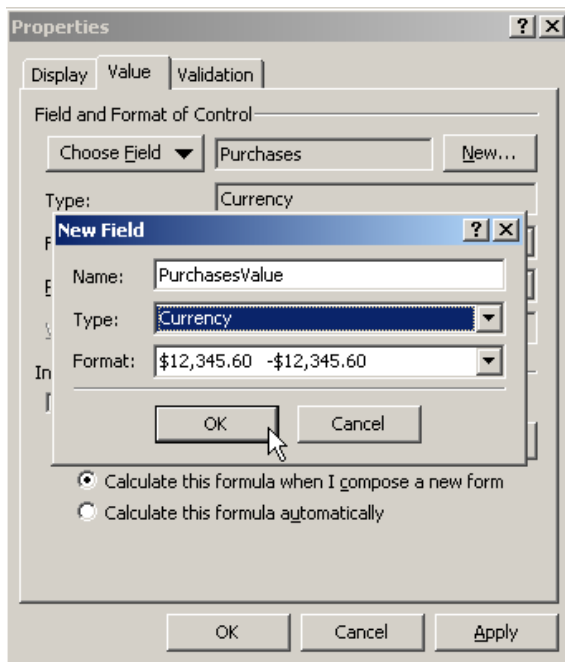 Properties
Display Value Validation
Field and Format of Control
Choose Field Purchases New...
Type: Currency
New Field
Name: PurchasesValue
Type: Currency
Format: $12,345.60 -$12,345.60
In
OK Cancel
Calculate this formula when I compose a new form
Calculate this formula automatically
OK Cancel Apply